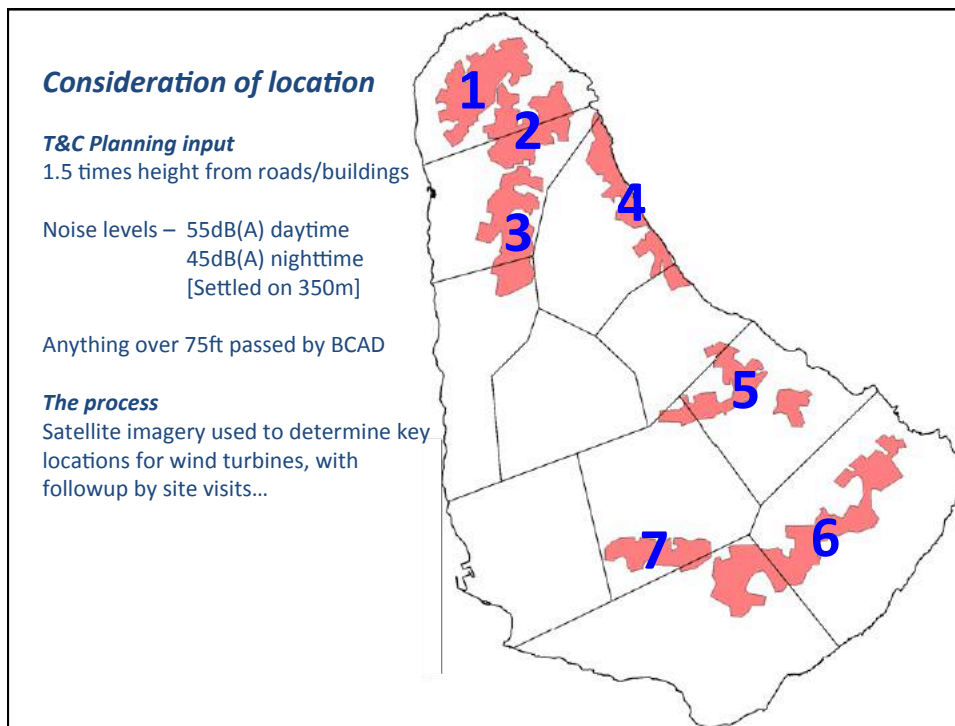 Consideration of location
T&C Planning input
1.5 times height from roads/buildings
Noise levels – 55dB(A) daytime
45dB(A) nighttime
[Settled on 350m]
Anything over 75ft passed by BCAD
The process
Satellite imagery used to determine key
locations for wind turbines, with
followup by site visits…
1
2
3
4
5
6
7